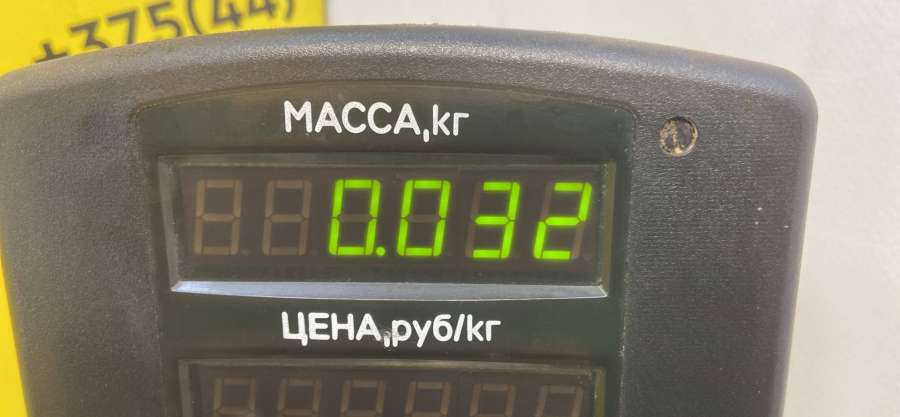 +375(44)
МАССА,кг
0.032
ЦЕНА,руб/кг